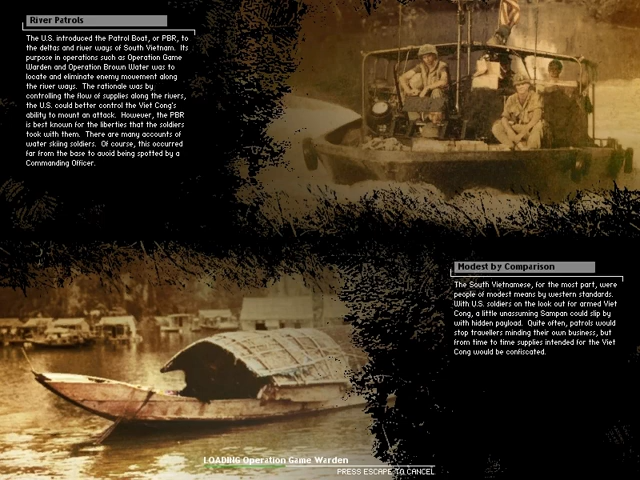 River Patrols
The U.S. introduced the Patrol Boat, or PBR, to
the deltas and river ways of South Vietnam. Its
purpose in operations such as Operation Game
Warden and Operation Brown Water was to
locate and eliminate enemy movement along
the river ways. The rationale was by
controlling the flow of supplies along the rivers,
the U.S. could better control the Viet Cong's
ability to mount an attack. However, the PBR
is best known for the liberties that the soldiers
took with them. There are many accounts of
water skiing soldiers. Of course, this occurred
far from the base to avoid being spotted by a
Commanding Officer.
Modest by Comparison
The South Vietnamese, for the most part, were
people of modest means by western standards.
With U.S. soldiers on the look out for armed Viet
Cong, a little unassuming Sampan could slip by
with hidden payload. Quite often, patrols would
stop travellers minding their own business, but
from time to time supplies intended for the Viet
Cong would be confiscated.
LOADING Operation Game Warden
PRESS ESCAPE TO CANCEL